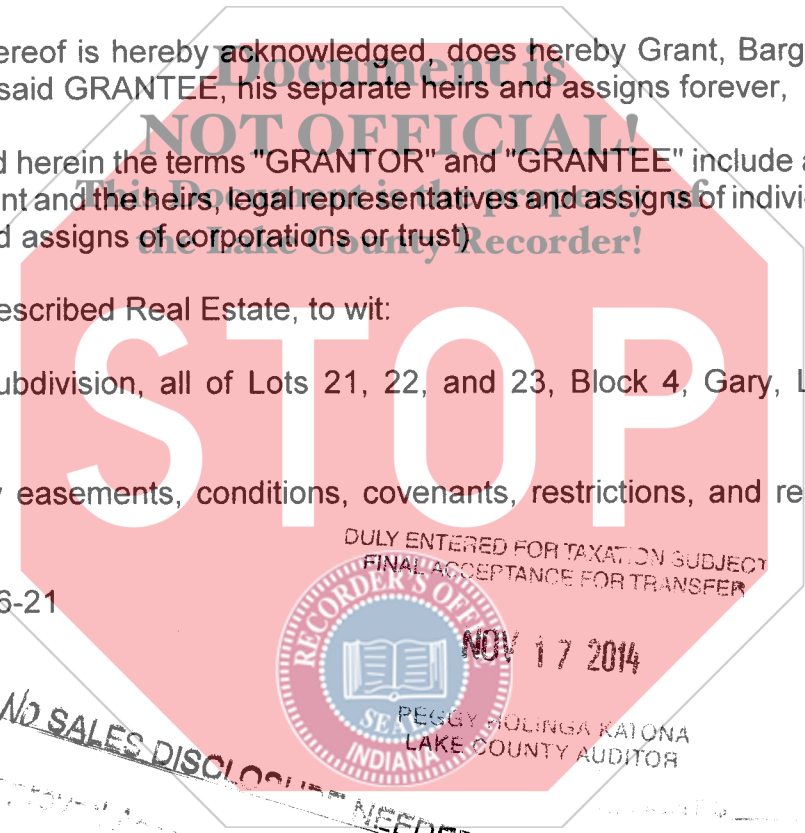 ereof is hereby acknowledged, does hereby Grant, Barg
Document is
said GRANTEE, his separate heirs and assigns forever,
NOT OFFICIAL!
d herein the terms "GRANTOR" and "GRANTEE" include a
This Document is the property of
nt and the heirs, legal representatives and assigns of indivi
d assigns of corporations or trust)
the Lake County Recorder!
escribed Real Estate, to wit:
STOP
ubdivision, all of Lots 21, 22, and 23, Block 4, Gary, L
y easements, conditions, covenants, restrictions, and re
DULY ENTERED FOR TAXATION SUBJECT
FINAL ACCEPTANCE FOR TRANSFER
6-21
RECORDER'S OFFICE
SEAL
INDIANA
NOV 17 2014
PEGGY HOLINGA KATONA
LAKE COUNTY AUDITOR
NO SALES DISCLOSURE NEEDED